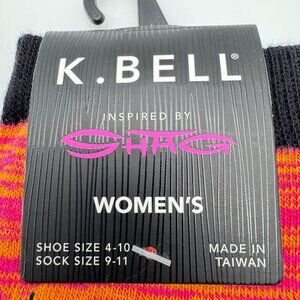 K.BELL®
INSPIRED BY
SHAG
WOMEN'S
SHOE SIZE 4-10
SOCK SIZE 9-11
MADE IN
TAIWAN